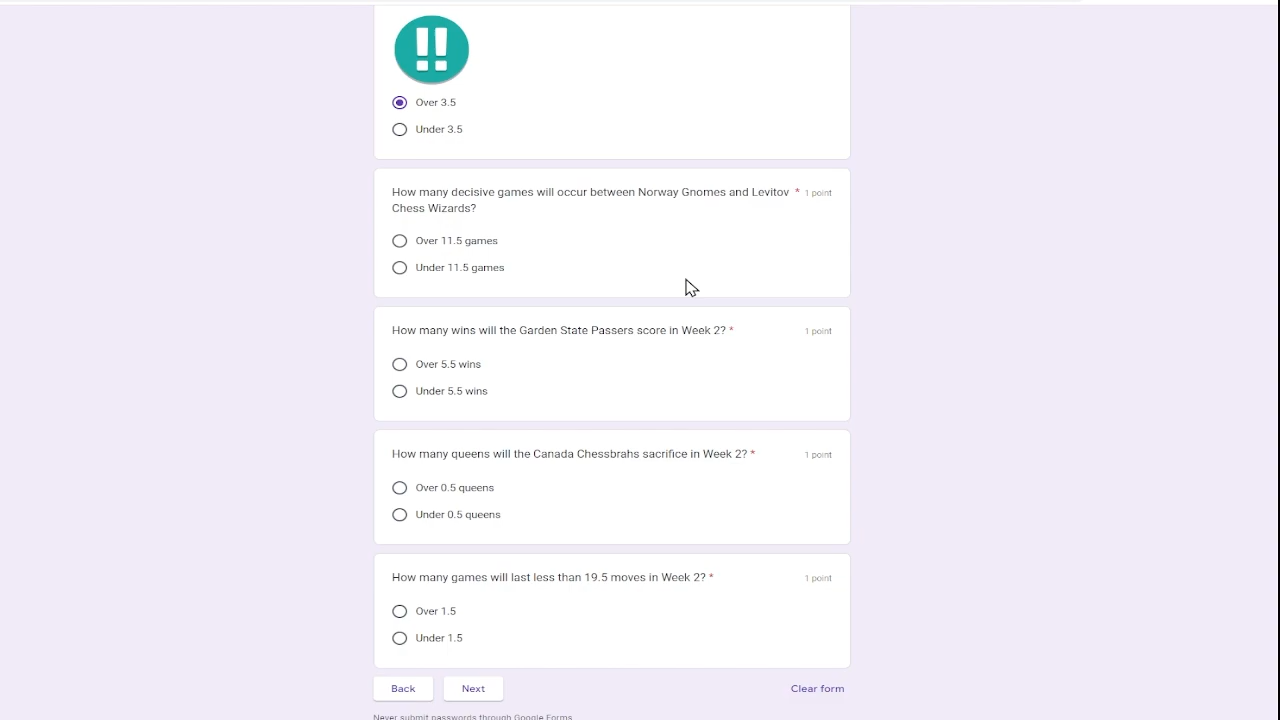 !!
Over 3.5
Under 3.5
How many decisive games will occur between Norway Gnomes and Levitov * 1 point
Chess Wizards?
Over 11.5 games
Under 11.5 games
How many wins will the Garden State Passers score in Week 2? * 1 point
Over 5.5 wins
Under 5.5 wins
How many queens will the Canada Chessbrahs sacrifice in Week 2? * 1 point
Over 0.5 queens
Under 0.5 queens
How many games will last less than 19.5 moves in Week 2? * 1 point
Over 1.5
Under 1.5
Back Next Clear form
Never submit passwords through Google Forms